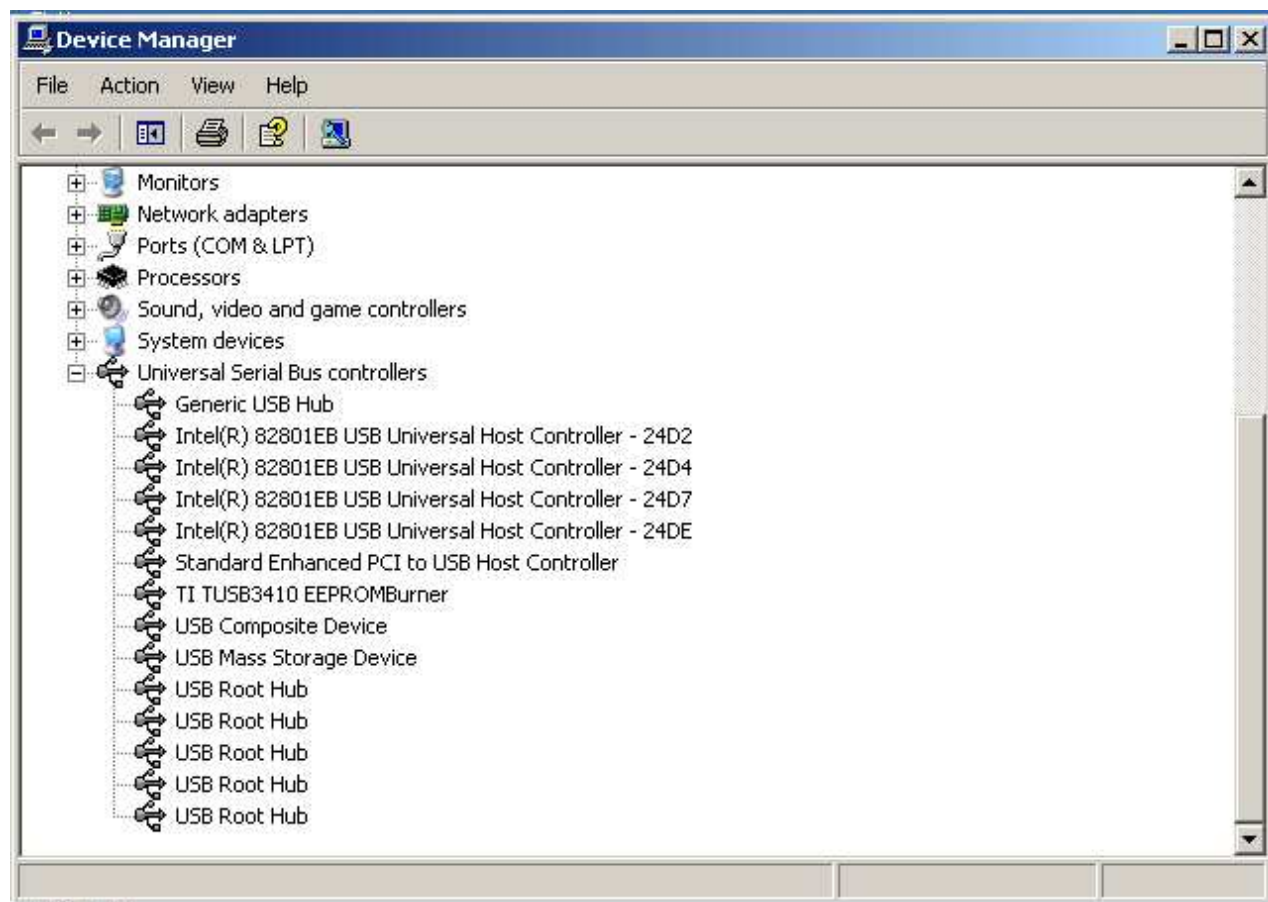 Device Manager
File Action View Help
Monitors
Network adapters
Ports (COM & LPT)
Processors
Sound, video and game controllers
System devices
Universal Serial Bus controllers
Generic USB Hub
Intel(R) 82801EB USB Universal Host Controller - 24D2
Intel(R) 82801EB USB Universal Host Controller - 24D4
Intel(R) 82801EB USB Universal Host Controller - 24D7
Intel(R) 82801EB USB Universal Host Controller - 24DE
Standard Enhanced PCI to USB Host Controller
TI TUSB3410 EEPROMBurner
USB Composite Device
USB Mass Storage Device
USB Root Hub
USB Root Hub
USB Root Hub
USB Root Hub
USB Root Hub